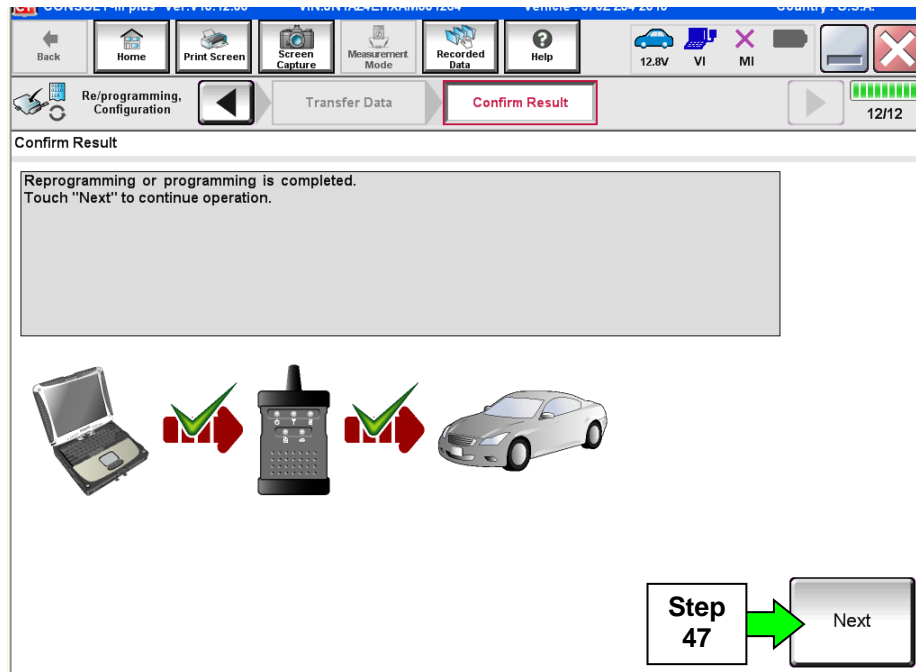 Back
Home
Print Screen
Screen
Capture
Measurement
Mode
Recorded
Data
Help
12.8V
VI
MI
Re/programming,
Configuration
Transfer Data
Confirm Result
12/12
Confirm Result
Reprogramming or programming is completed.
Touch "Next" to continue operation.
Step
47
Next